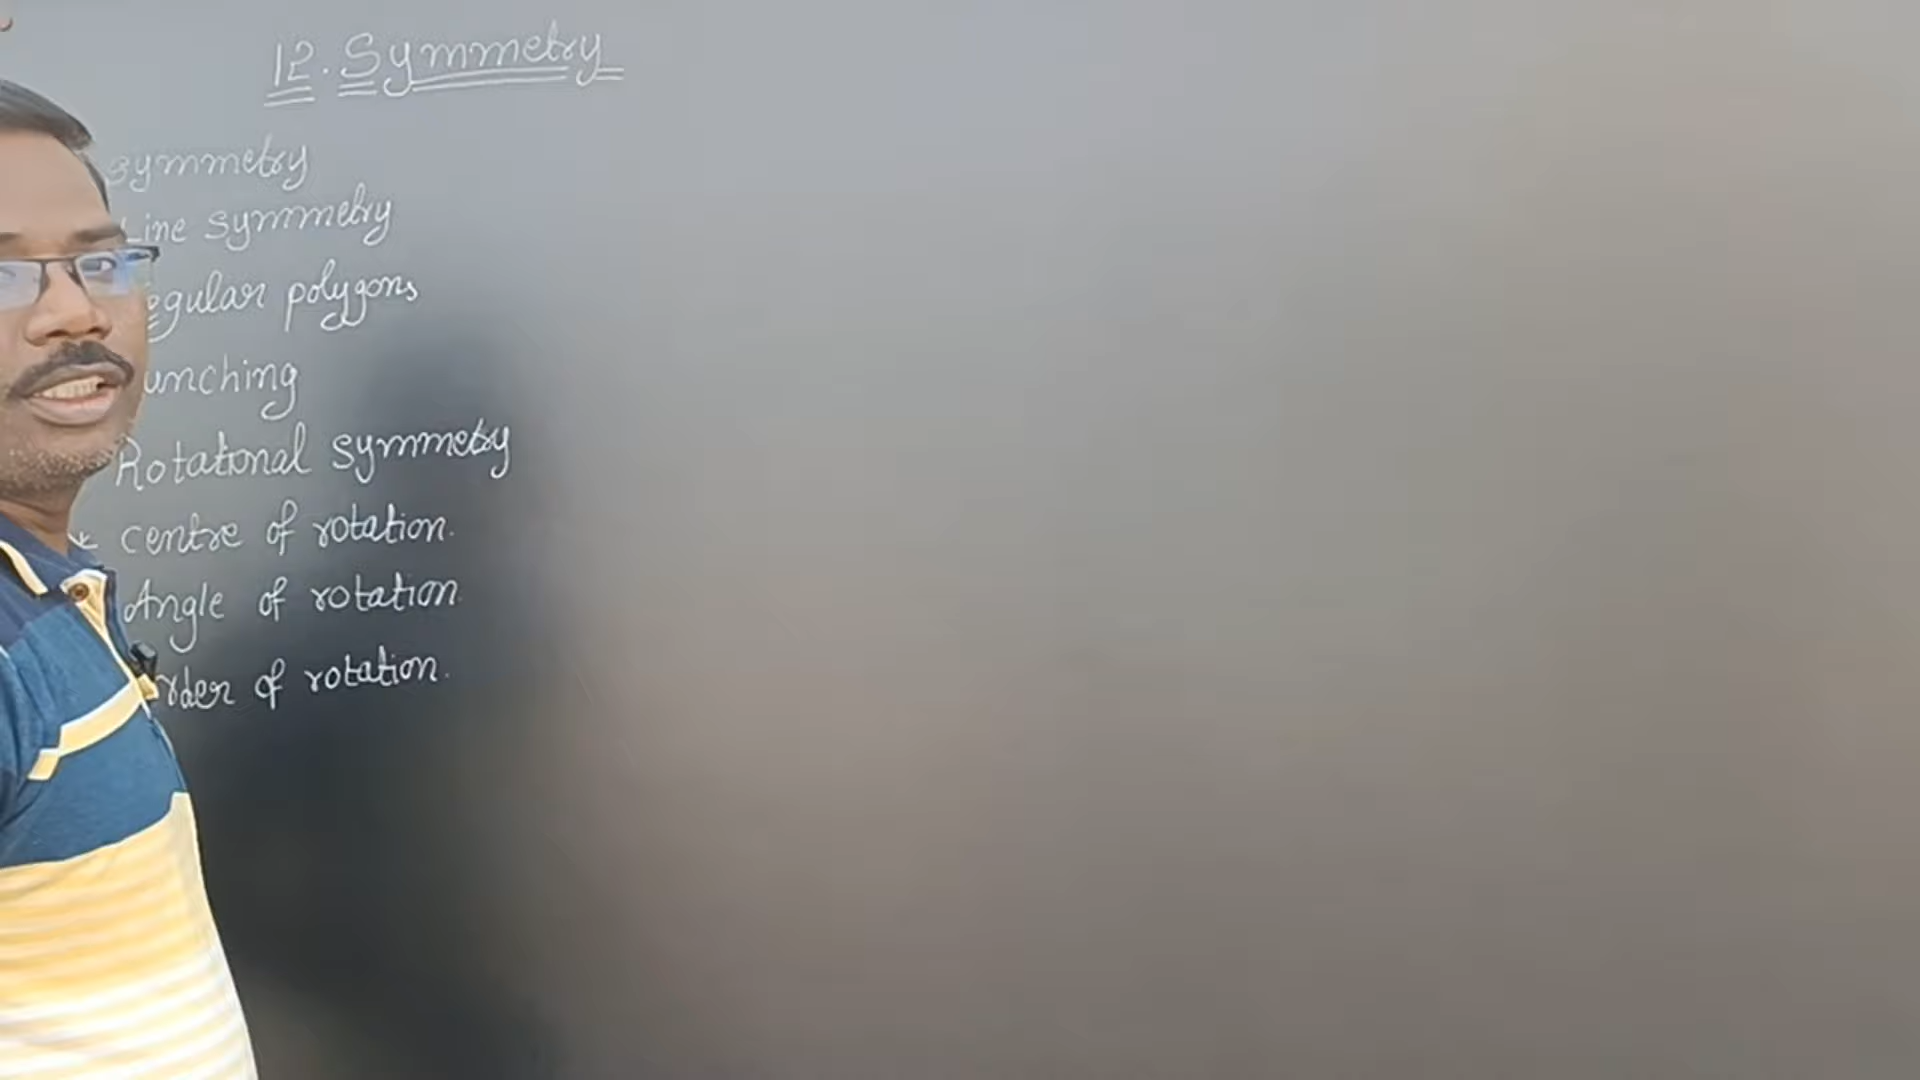 12. Symmetry
symmetry
Line symmetry
egular polygons
unching
Rotational symmetry
* centre of rotation.
Angle of rotation.
rder of rotation.